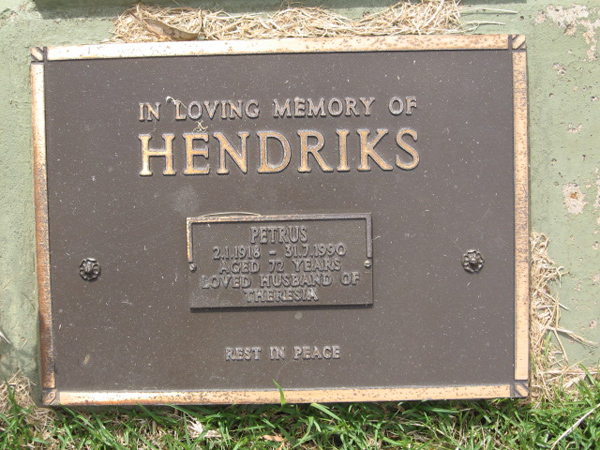 IN LOVING MEMORY OF
HENDRIKS
PETRUS
2.1.1918 - 31.7.1990
AGED 72 YEARS
LOVED HUSBAND OF
THERESIA
REST IN PEACE